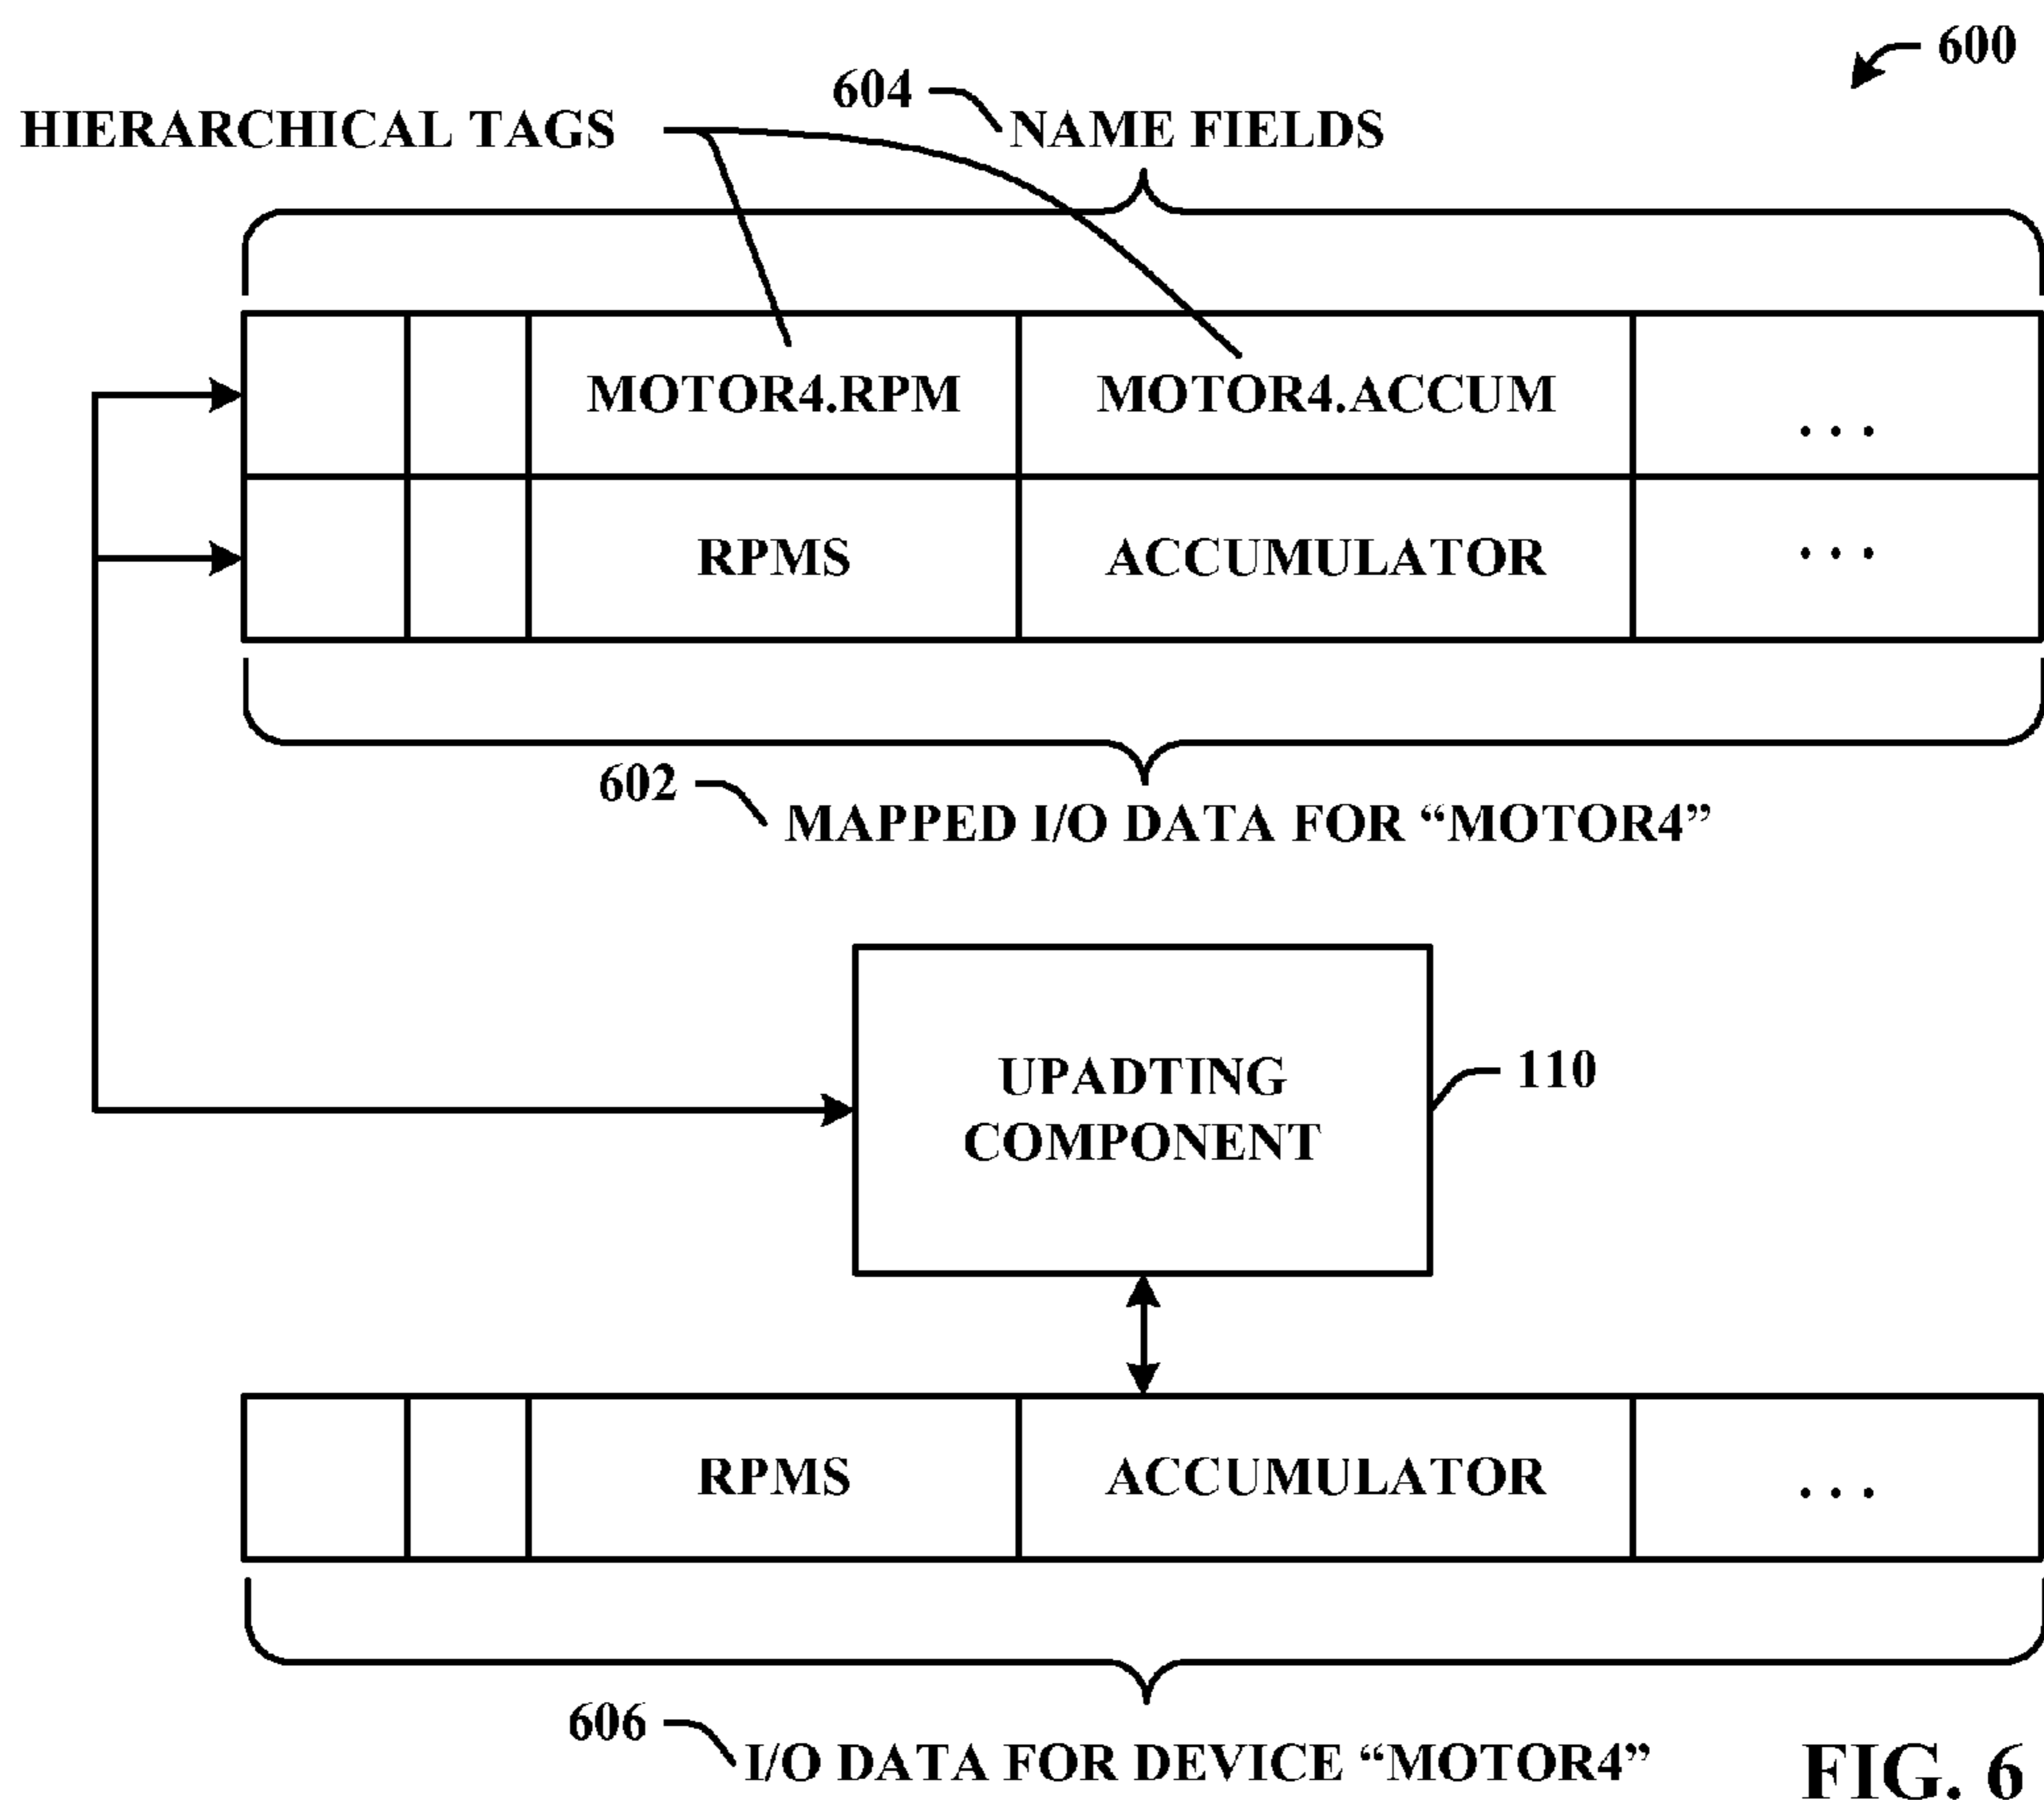 600
604
HIERARCHICAL TAGS
NAME FIELDS
MOTOR4.RPM
MOTOR4.ACCUM
...
RPMS
ACCUMULATOR
...
602
MAPPED I/O DATA FOR “MOTOR4”
UPADTING
COMPONENT
110
RPMS
ACCUMULATOR
...
606
I/O DATA FOR DEVICE “MOTOR4”
FIG. 6